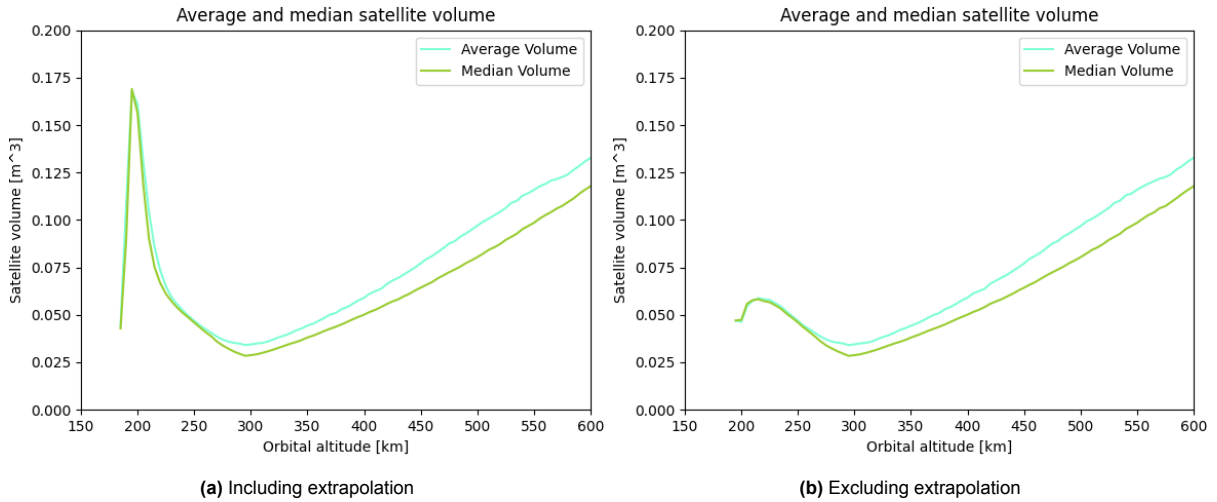 Average and median satellite volume
Average Volume
Median Volume
0.200
0.175
0.150
0.125
0.100
0.075
0.050
0.025
0.000
Satellite volume [m^3]
150 200 250 300 350 400 450 500 550 600
Orbital altitude [km]
(a) Including extrapolation
Average and median satellite volume
Average Volume
Median Volume
0.200
0.175
0.150
0.125
0.100
0.075
0.050
0.025
0.000
Satellite volume [m^3]
150 200 250 300 350 400 450 500 550 600
Orbital altitude [km]
(b) Excluding extrapolation